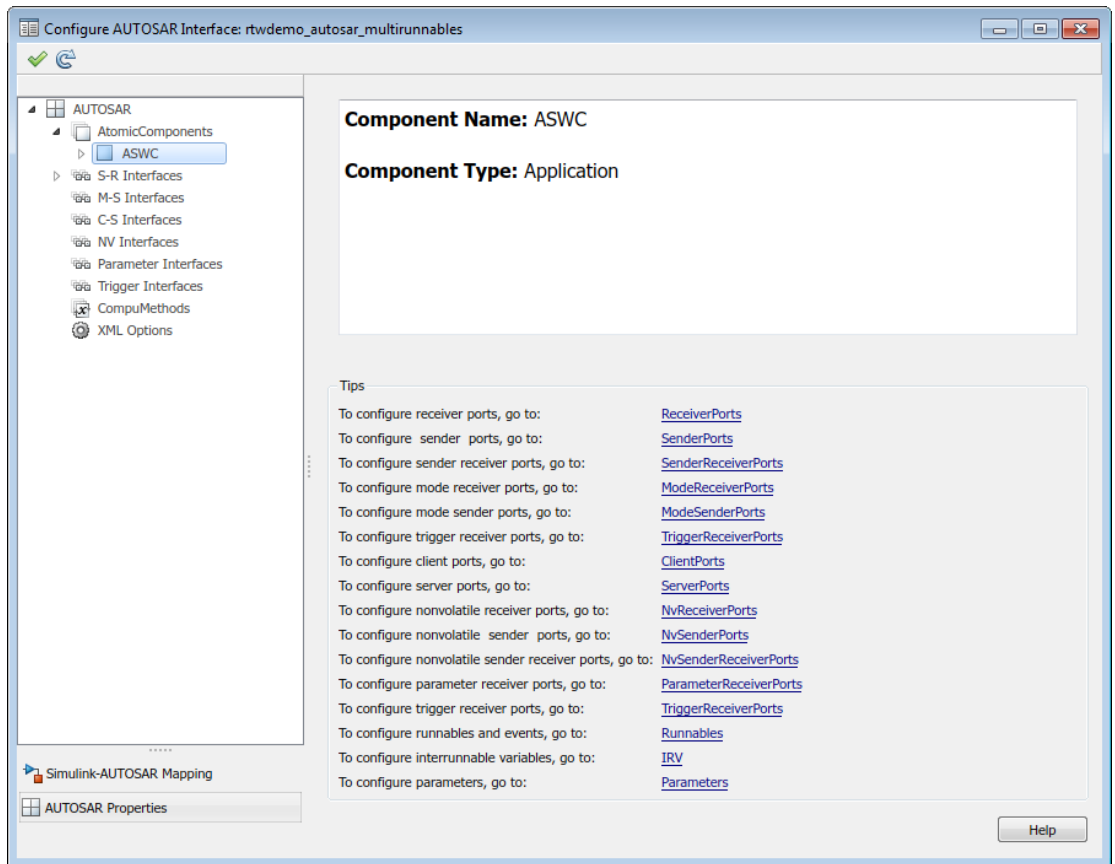 Configure AUTOSAR Interface: rtwdemo_autosar_multirunnables
AUTOSAR
AtomicComponents
ASWC
S-R Interfaces
M-S Interfaces
C-S Interfaces
NV Interfaces
Parameter Interfaces
Trigger Interfaces
CompuMethods
XML Options
Simulink-AUTOSAR Mapping
AUTOSAR Properties
Component Name: ASWC
Component Type: Application
Tips
To configure receiver ports, go to: ReceiverPorts
To configure sender ports, go to: SenderPorts
To configure sender receiver ports, go to: SenderReceiverPorts
To configure mode receiver ports, go to: ModeReceiverPorts
To configure mode sender ports, go to: ModeSenderPorts
To configure trigger receiver ports, go to: TriggerReceiverPorts
To configure client ports, go to: ClientPorts
To configure server ports, go to: ServerPorts
To configure nonvolatile receiver ports, go to: NvReceiverPorts
To configure nonvolatile sender ports, go to: NvSenderPorts
To configure nonvolatile sender receiver ports, go to: NvSenderReceiverPorts
To configure parameter receiver ports, go to: ParameterReceiverPorts
To configure trigger receiver ports, go to: TriggerReceiverPorts
To configure runnables and events, go to: Runnables
To configure interrunnable variables, go to: IRV
To configure parameters, go to: Parameters
Help